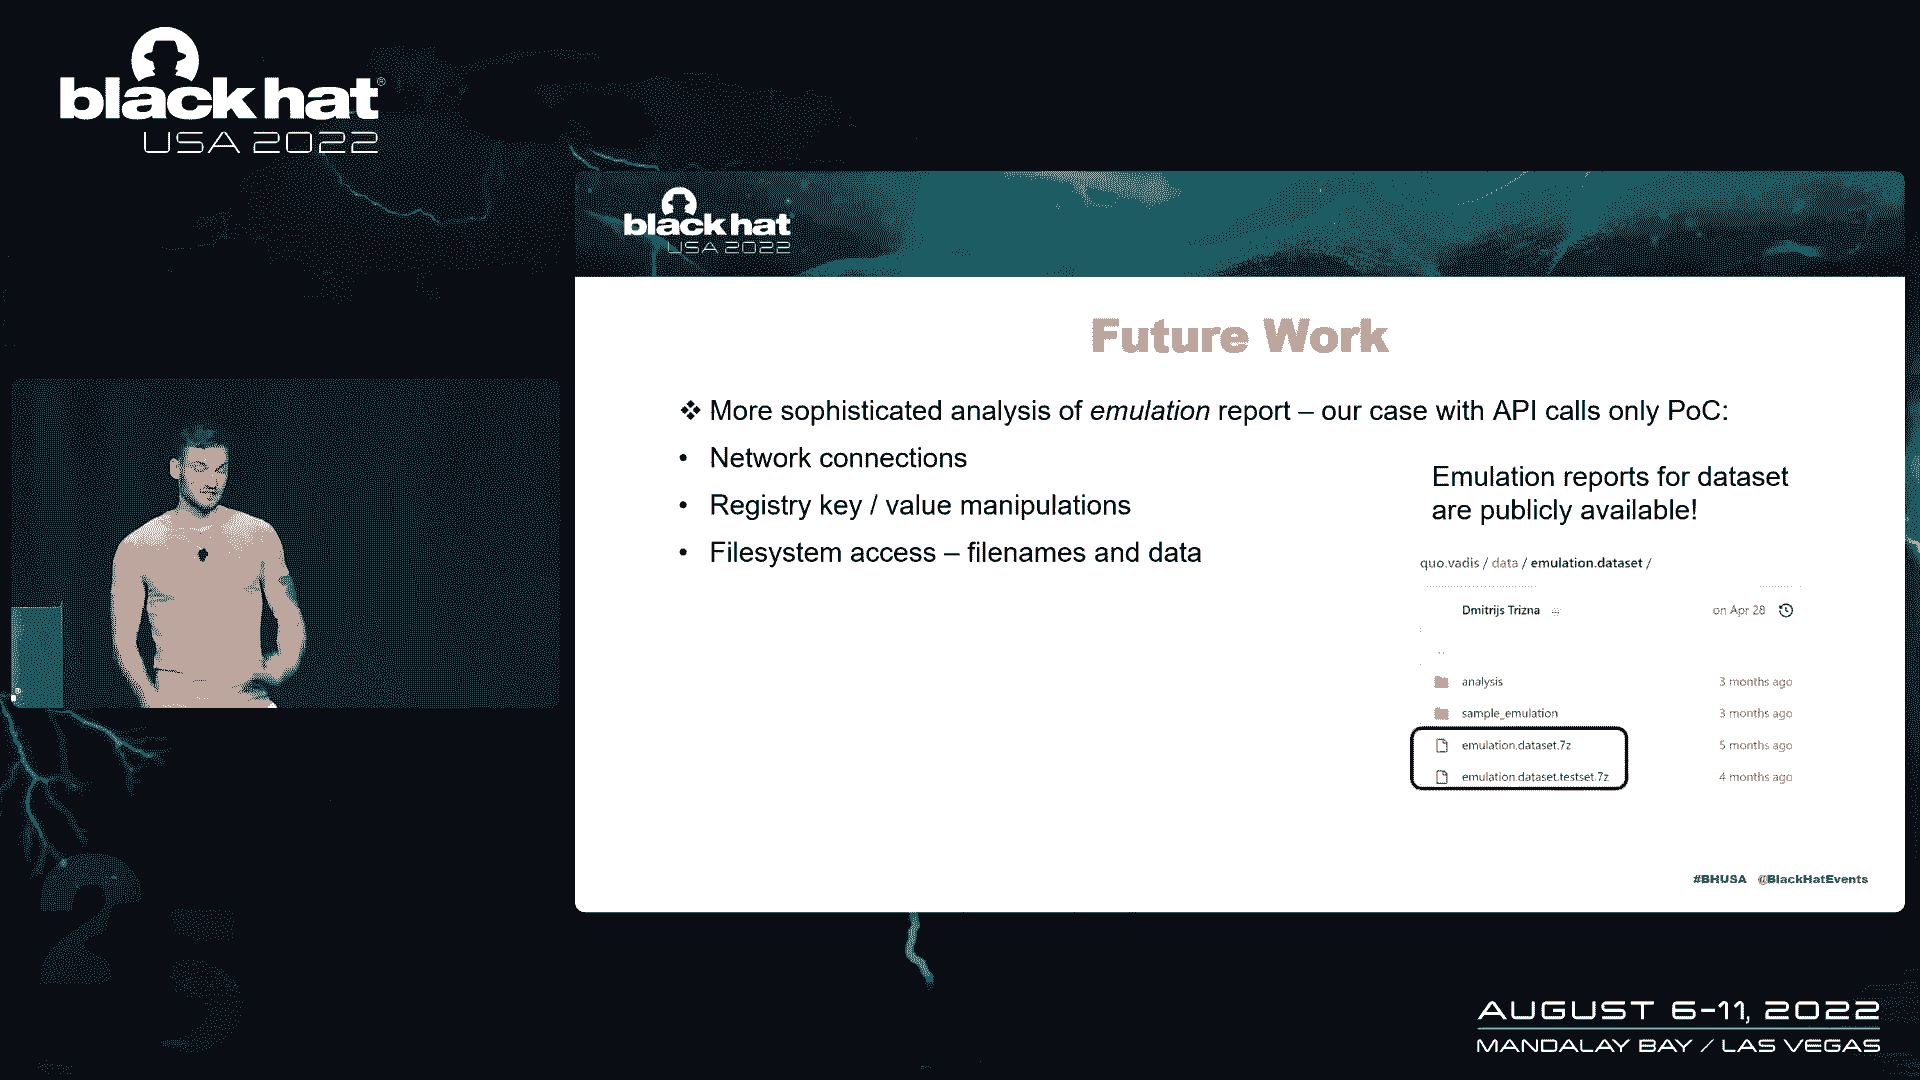 black hat®
USA 2022
black hat
USA 2022
Future Work
❖ More sophisticated analysis of emulation report – our case with API calls only PoC:
• Network connections
• Registry key / value manipulations
• Filesystem access – filenames and data
Emulation reports for dataset
are publicly available!
quo.vadis / data / emulation.dataset /
Dmitrijs Trizna ... on Apr 28
..
analysis 3 months ago
sample_emulation 3 months ago
emulation.dataset.7z 5 months ago
emulation.dataset.testset.7z 4 months ago
#BHUSA @BlackHatEvents
25
AUGUST 6-11, 2022
MANDALAY BAY / LAS VEGAS